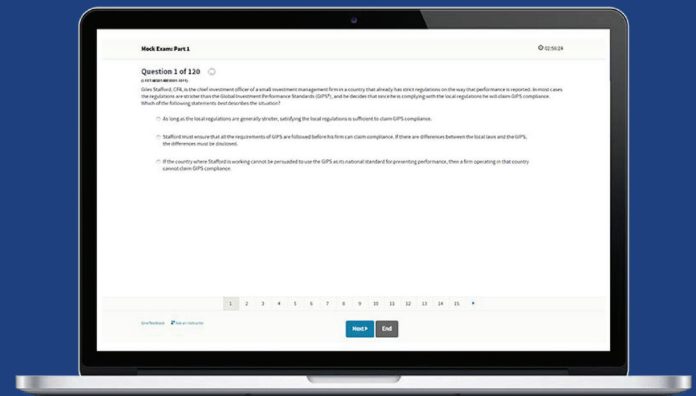 Mock Exam: Part 1
02:56:24
Question 1 of 120
Giles Stafford, CFA, is the chief investment officer of a small investment management firm in a country that already has strict regulations on the way that performance is reported. In most cases
the regulations are stricter than the Global Investment Performance Standards (GIPS®), and he decides that since he is complying with the local regulations he will claim GIPS compliance.
Which of the following statements best describes the situation?
As long as the local regulations are generally stricter, satisfying the local regulations is sufficient to claim GIPS compliance.
Stafford must ensure that all the requirements of GIPS are followed before his firm can claim compliance. If there are differences between the local laws and the GIPS,
the differences must be disclosed.
If the country where Stafford is working cannot be persuaded to use the GIPS as its national standard for presenting performance, then a firm operating in that country
cannot claim GIPS compliance.
1 2 3 4 5 6 7 8 9 10 11 12 13 14 15
Give Feedback Ask an Instructor
Next End